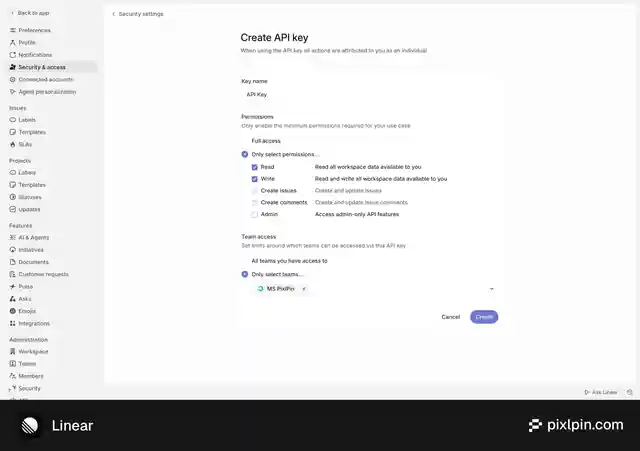 Back to app
Preferences
Profile
Notifications
Security & access
Connected accounts
Agent personalization
Issues
Labels
Templates
SLAs
Projects
Labels
Templates
Statuses
Updates
Features
AI & Agents
Initiatives
Documents
Customer requests
Pulse
Asks
Emojis
Integrations
Administration
Workspace
Teams
Members
Security
Security settings
Create API key
When using the API key all actions are attributed to you as an individual
Key name
API Key
Permissions
Only enable the minimum permissions required for your use case
Full access
Only select permissions...
Read Read all workspace data available to you
Write Read and write all workspace data available to you
Create issues Create and update issues
Create comments Create and update issue comments
Admin Access admin-only API features
Team access
Set limits around which teams can be accessed via this API key
All teams you have access to
Only select teams...
MS PixlPin
Cancel Create
Ask Linear
Linear
pixlpin.com